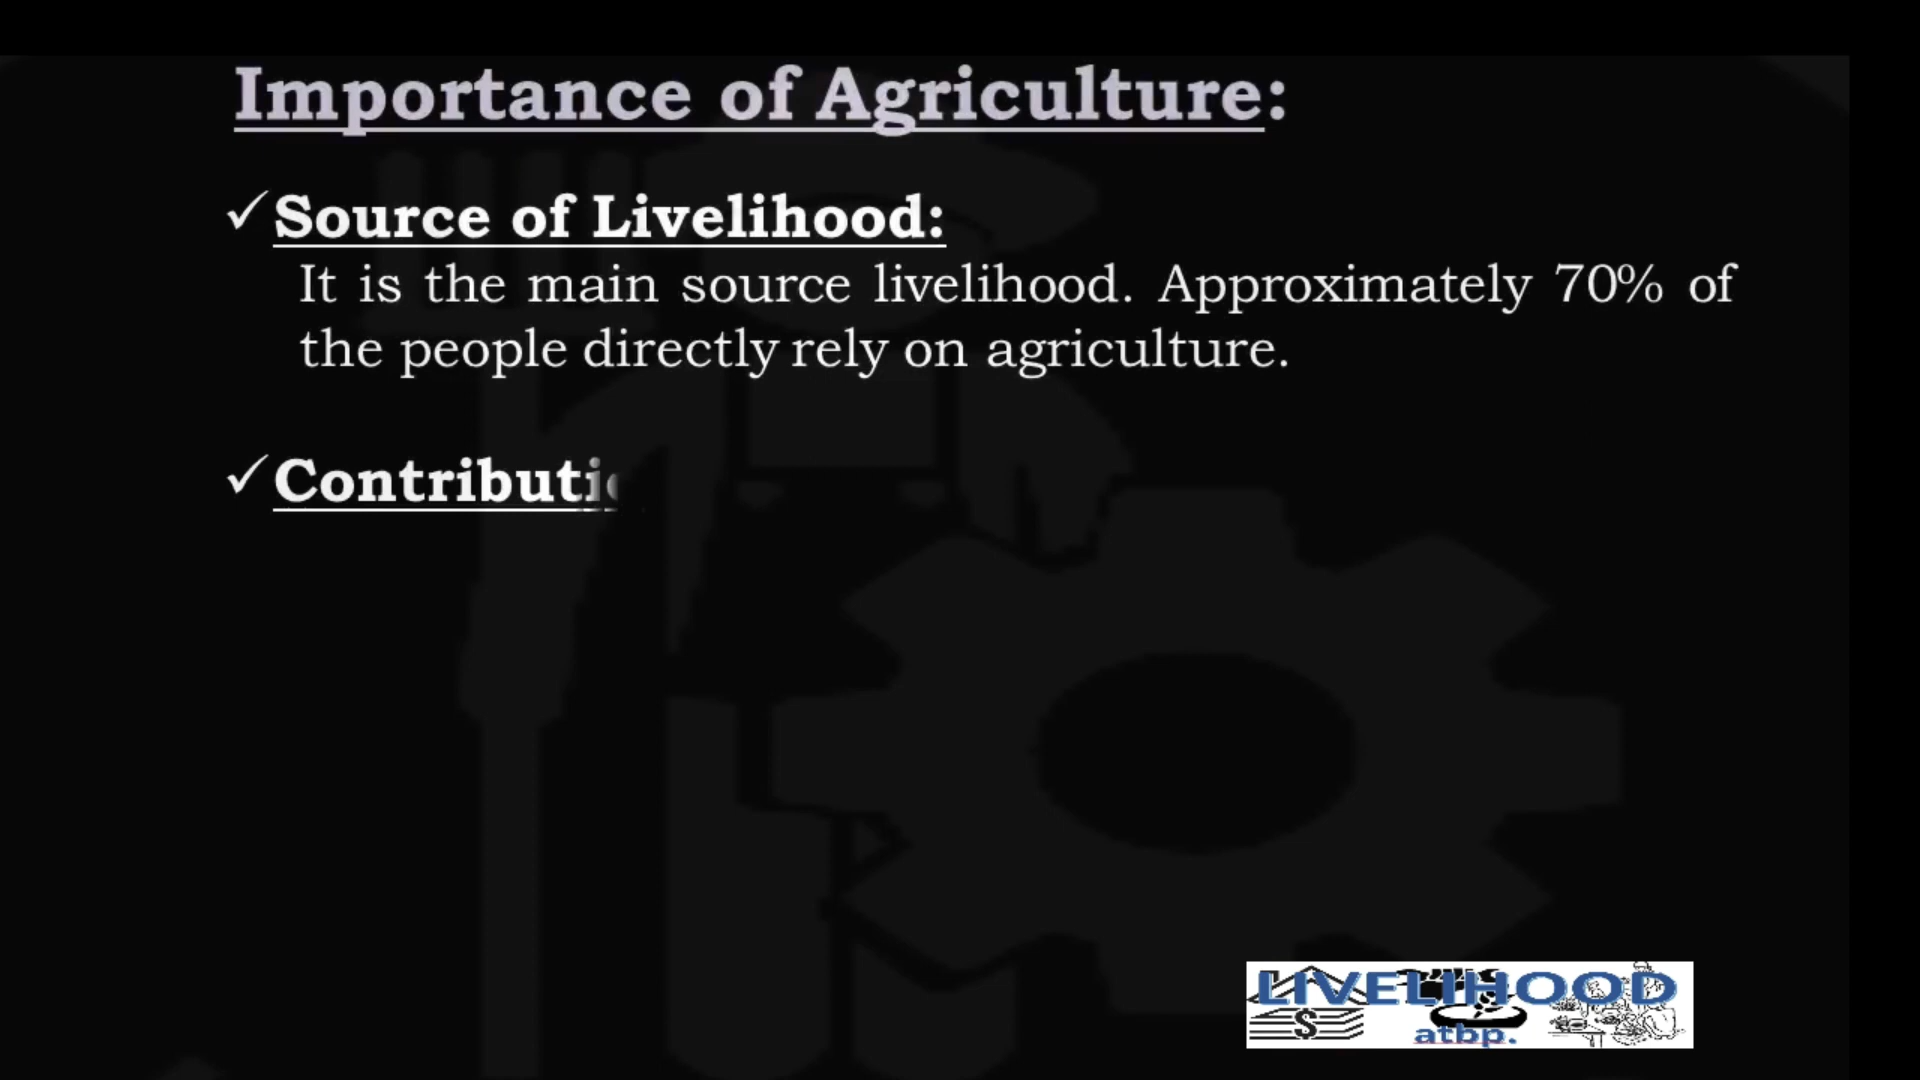 Importance of Agriculture:
✓Source of Livelihood:
It is the main source livelihood. Approximately 70% of
the people directly rely on agriculture.
LIVELIHOOD
$
atbp.